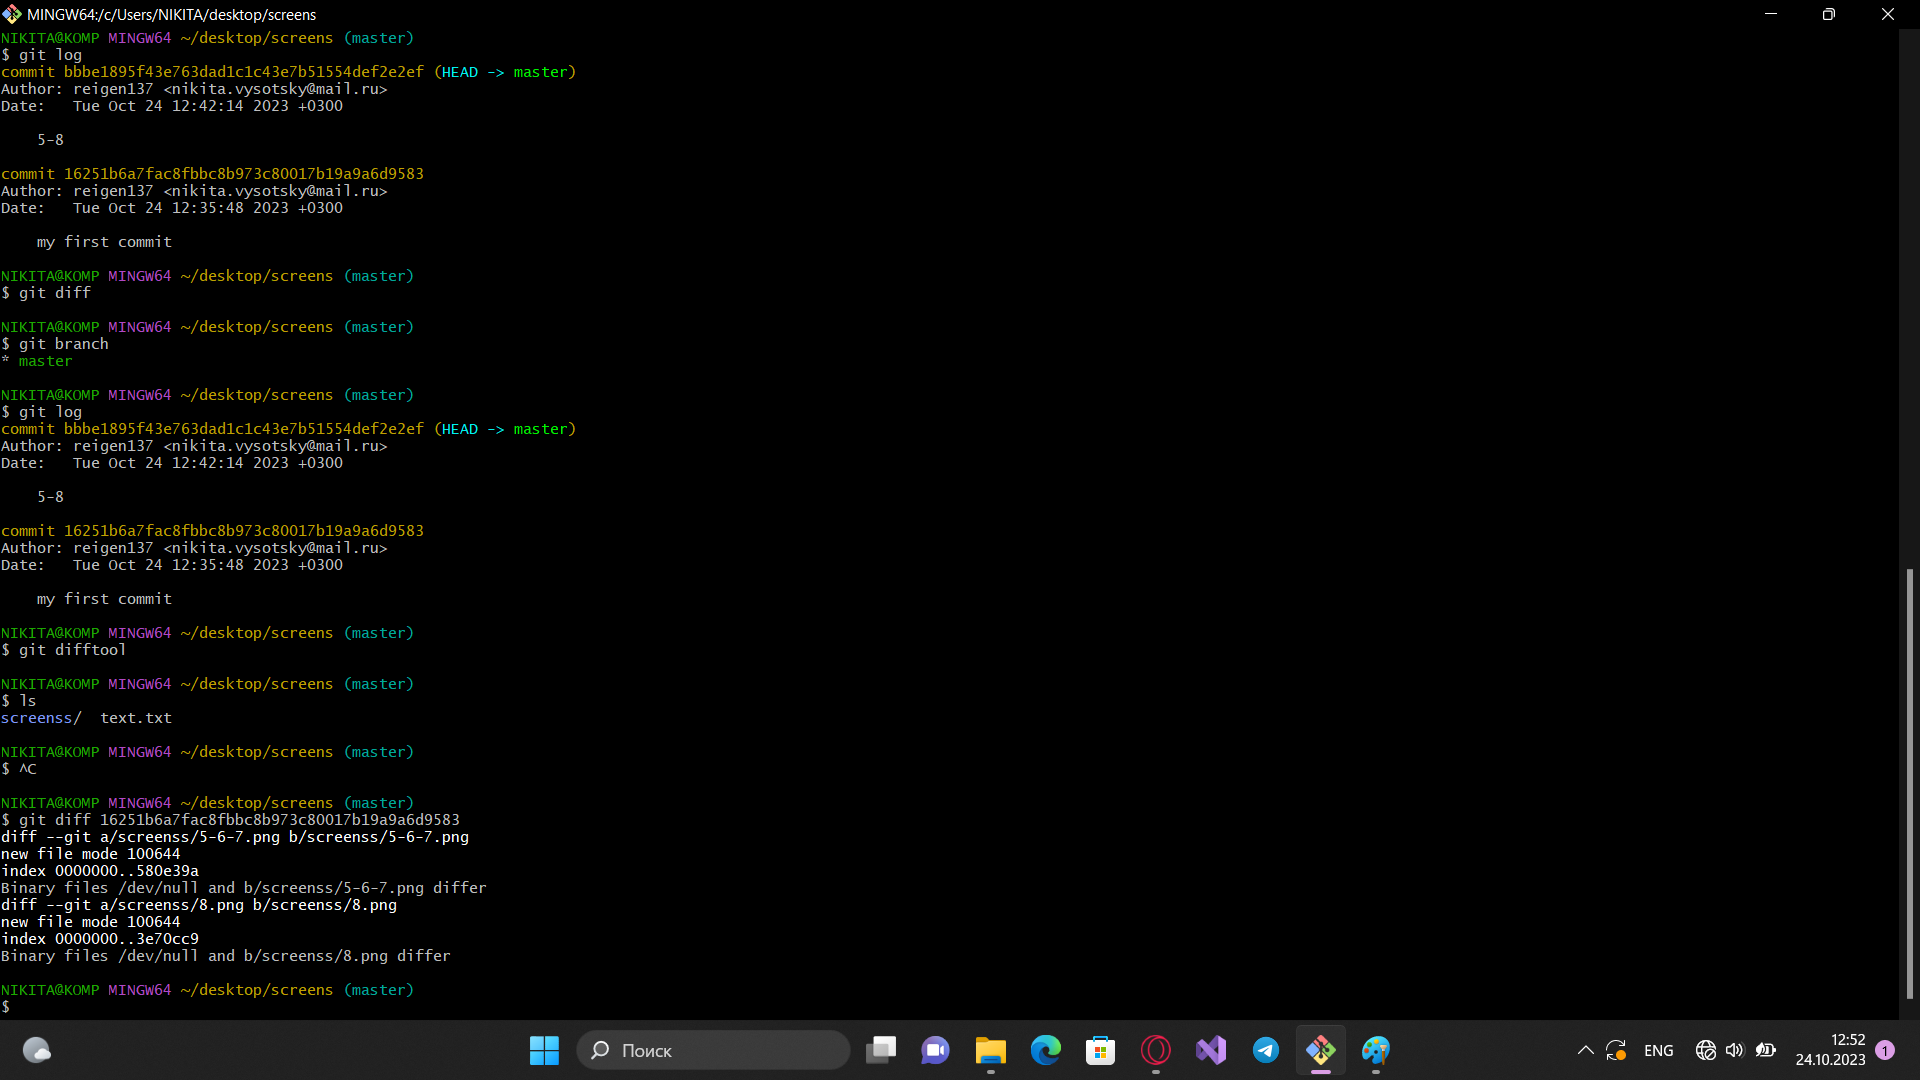 MINGW64:/c/Users/NIKITA/desktop/screens
NIKITA@KOMP MINGW64 ~/desktop/screens (master)
$ git log
commit bbbe1895f43e763dad1c1c43e7b51554def2e2ef (HEAD -> master)
Author: reigen137 <nikita.vysotsky@mail.ru>
Date:   Tue Oct 24 12:42:14 2023 +0300
    5-8
commit 16251b6a7fac8fbbc8b973c80017b19a9a6d9583
Author: reigen137 <nikita.vysotsky@mail.ru>
Date:   Tue Oct 24 12:35:48 2023 +0300
    my first commit
NIKITA@KOMP MINGW64 ~/desktop/screens (master)
$ git diff
NIKITA@KOMP MINGW64 ~/desktop/screens (master)
$ git branch
* master
NIKITA@KOMP MINGW64 ~/desktop/screens (master)
$ git log
commit bbbe1895f43e763dad1c1c43e7b51554def2e2ef (HEAD -> master)
Author: reigen137 <nikita.vysotsky@mail.ru>
Date:   Tue Oct 24 12:42:14 2023 +0300
    5-8
commit 16251b6a7fac8fbbc8b973c80017b19a9a6d9583
Author: reigen137 <nikita.vysotsky@mail.ru>
Date:   Tue Oct 24 12:35:48 2023 +0300
    my first commit
NIKITA@KOMP MINGW64 ~/desktop/screens (master)
$ git difftool
NIKITA@KOMP MINGW64 ~/desktop/screens (master)
$ ls
screenss/  text.txt
NIKITA@KOMP MINGW64 ~/desktop/screens (master)
$ ^C
NIKITA@KOMP MINGW64 ~/desktop/screens (master)
$ git diff 16251b6a7fac8fbbc8b973c80017b19a9a6d9583
diff --git a/screenss/5-6-7.png b/screenss/5-6-7.png
new file mode 100644
index 0000000..580e39a
Binary files /dev/null and b/screenss/5-6-7.png differ
diff --git a/screenss/8.png b/screenss/8.png
new file mode 100644
index 0000000..3e70cc9
Binary files /dev/null and b/screenss/8.png differ
NIKITA@KOMP MINGW64 ~/desktop/screens (master)
$
Поиск
ENG
12:52
24.10.2023
1